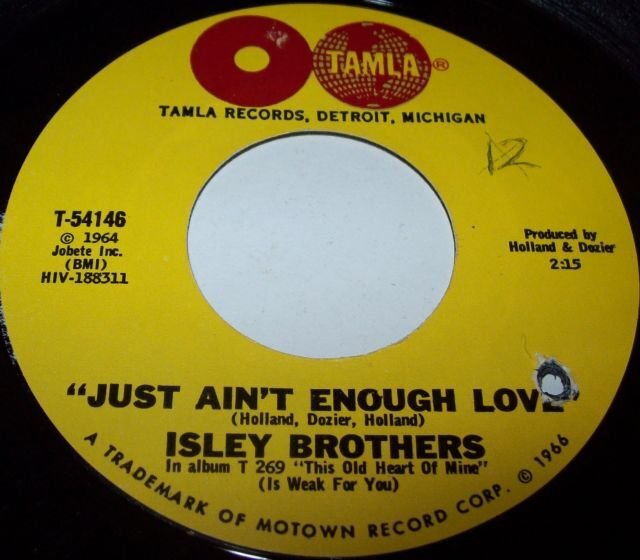 TAMLA®
TAMLA RECORDS, DETROIT, MICHIGAN
12
T-54146
© 1964
Jobete Inc.
(BMI)
HIV-188311
Produced by
Holland & Dozier
2:15
"JUST AIN'T ENOUGH LOVE
(Holland, Dozier, Holland)
ISLEY BROTHERS
In album T 269 "This Old Heart Of Mine"
(Is Weak For You)
A TRADEMARK OF MOTOWN RECORD CORP. © 1966